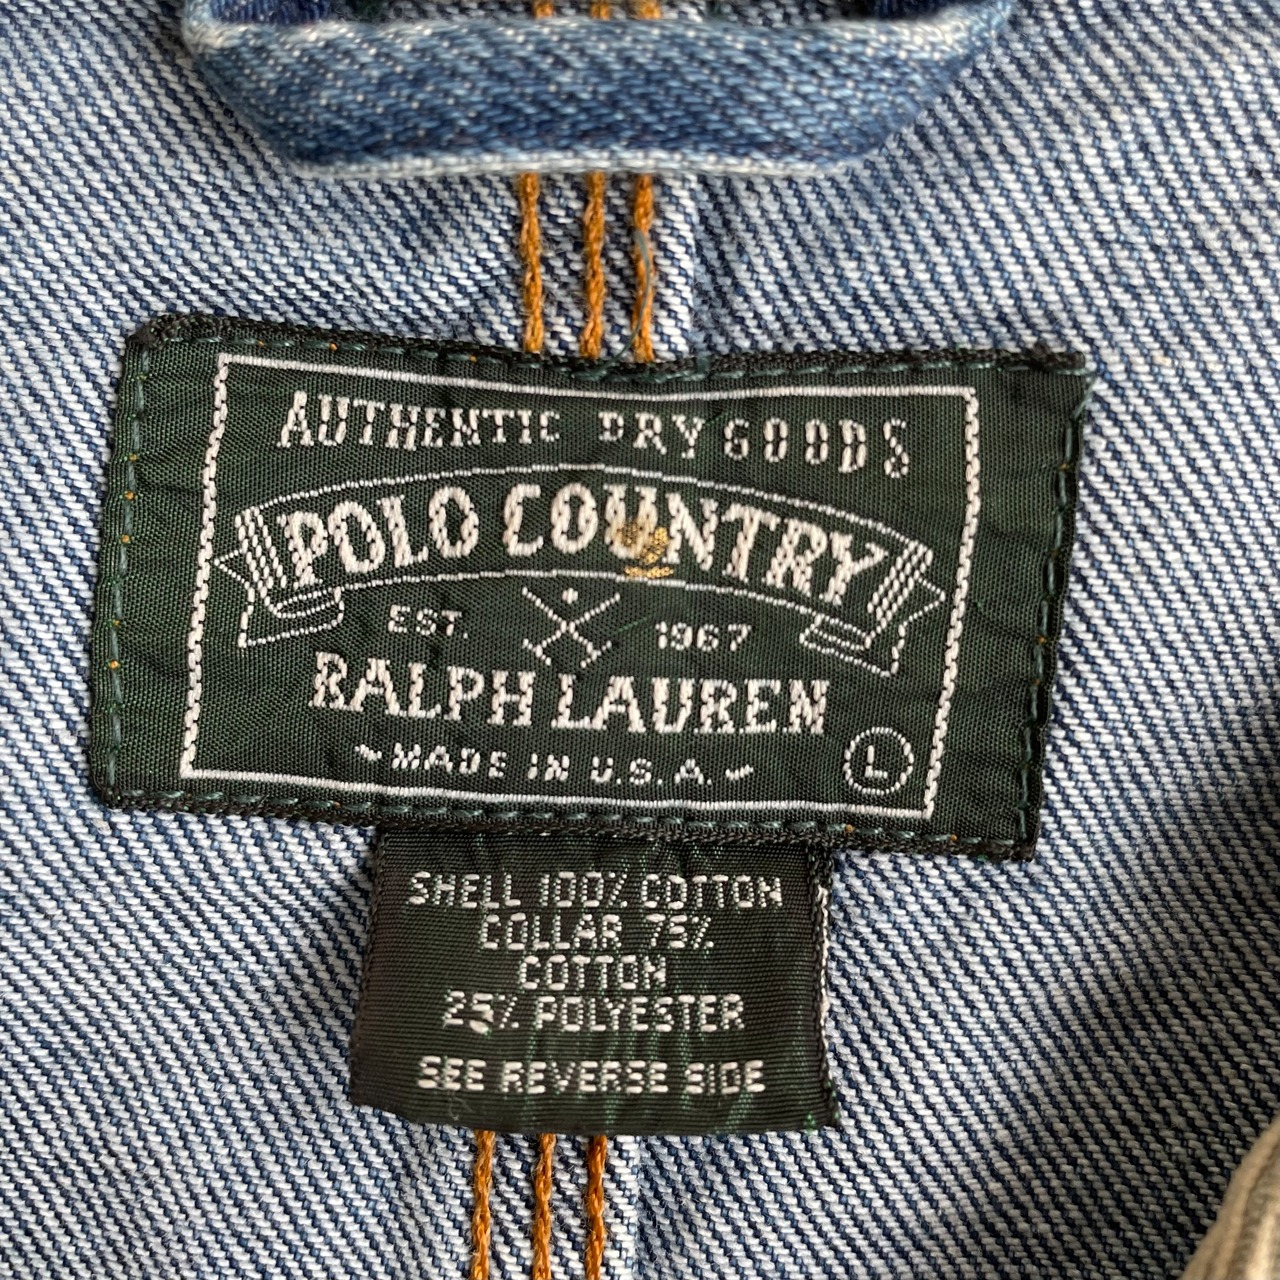 AUTHENTIC DRY GOODS
POLO COUNTRY
EST. 1967
RALPH LAUREN
~MADE IN U.S.A.~
L
SHELL 100% COTTON
COLLAR 75%
COTTON
25% POLYESTER
SEE REVERSE SIDE